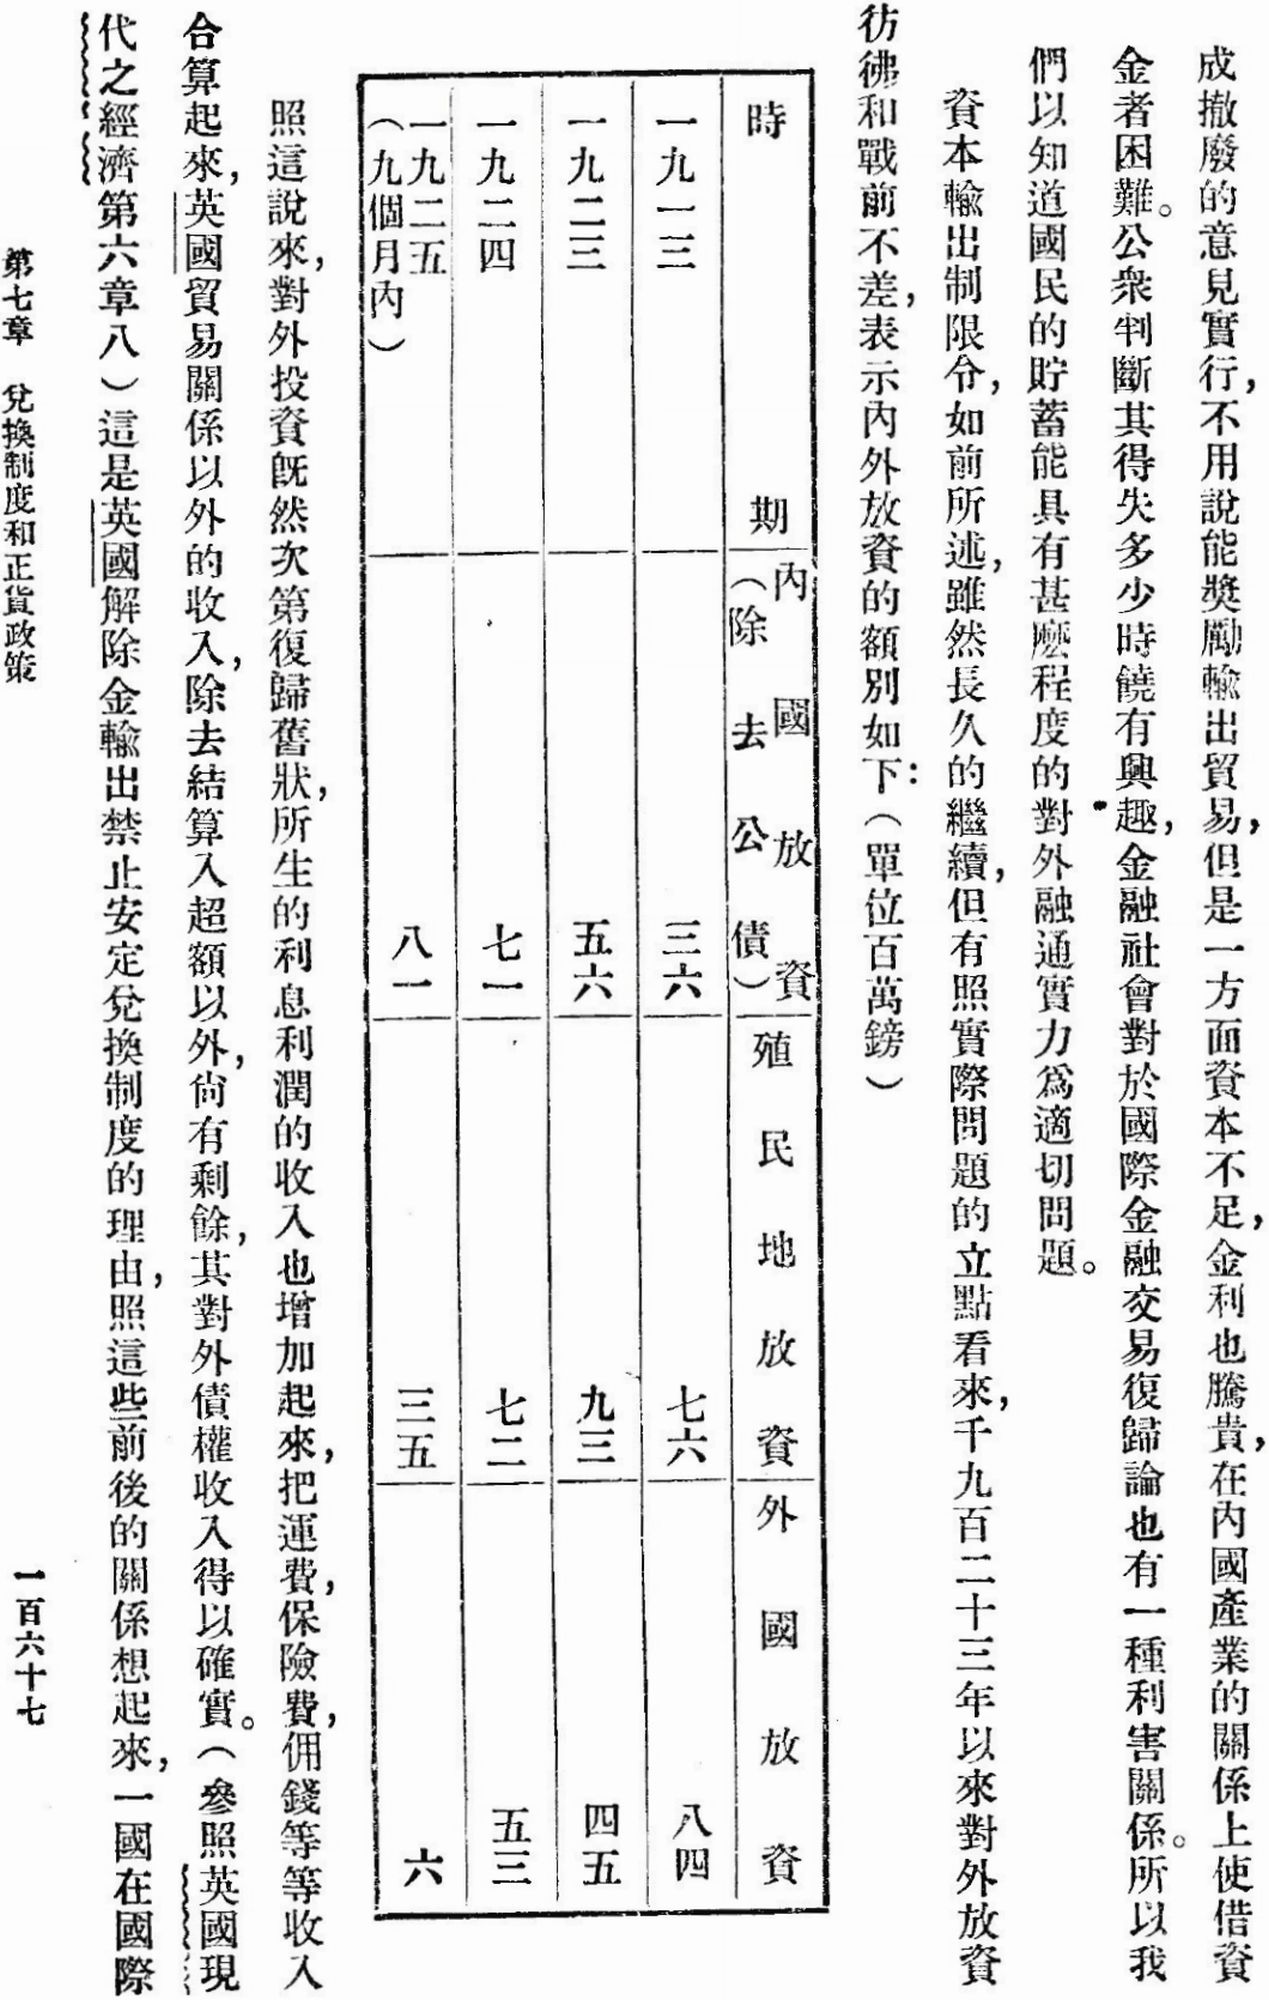 成撤廢的意見實行，不用說能獎勵輸出貿易，但是一方面資本不足，金利也騰貴，在內國產業的關係上使借資
金者困難。公衆判斷其得失多少時饒有興趣，金融社會對於國際金融交易復歸論也有一種利害關係。所以我
們以知道國民的貯蓄能具有甚麼程度的對外融通實力爲適切問題。
資本輸出制限令，如前所述，雖然長久的繼續，但有照實際問題的立點看來，千九百二十三年以來對外放資
彷彿和戰前不差，表示內外放資的額別如下：（單位百萬鎊）
時期
內國放資
（除去公債）
殖民地放資
外國放資
一九一三
三六
七六
八四
一九二三
五六
九三
四五
一九二四
七一
七二
五三
一九二五
（九個月內）
八一
三五
六
照這說來，對外投資旣然次第復歸舊狀，所生的利息利潤的收入也增加起來，把運費，保險費，佣錢等等收入
合算起來，英國貿易關係以外的收入，除去結算入超額以外，尙有剩餘，其對外債權收入得以確實。（參照英國現
代之經濟第六章八）這是英國解除金輸出禁止安定兌換制度的理由，照這些前後的關係想起來，一國在國際
第七章　兌換制度和正貨政策
一百六十七